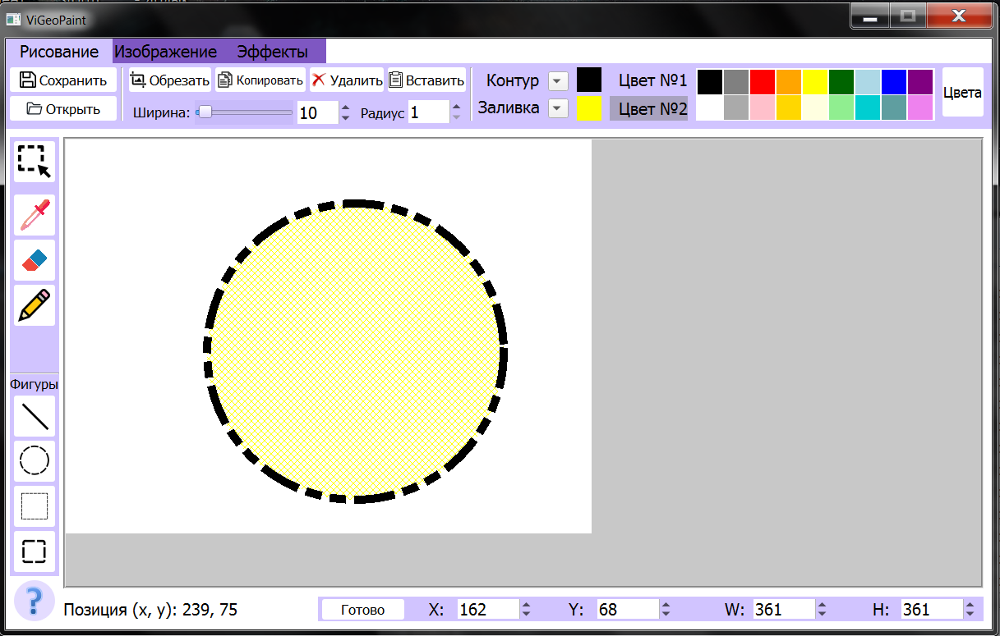 ViGeoPaint
Рисование Изображение Эффекты
Сохранить Обрезать Копировать Удалить Вставить Контур Цвет №1 Цвета
Открыть Ширина: 10 Радиус 1 Заливка Цвет №2
Фигуры
?
Позиция (x, y): 239, 75 Готово X: 162 Y: 68 W: 361 H: 361